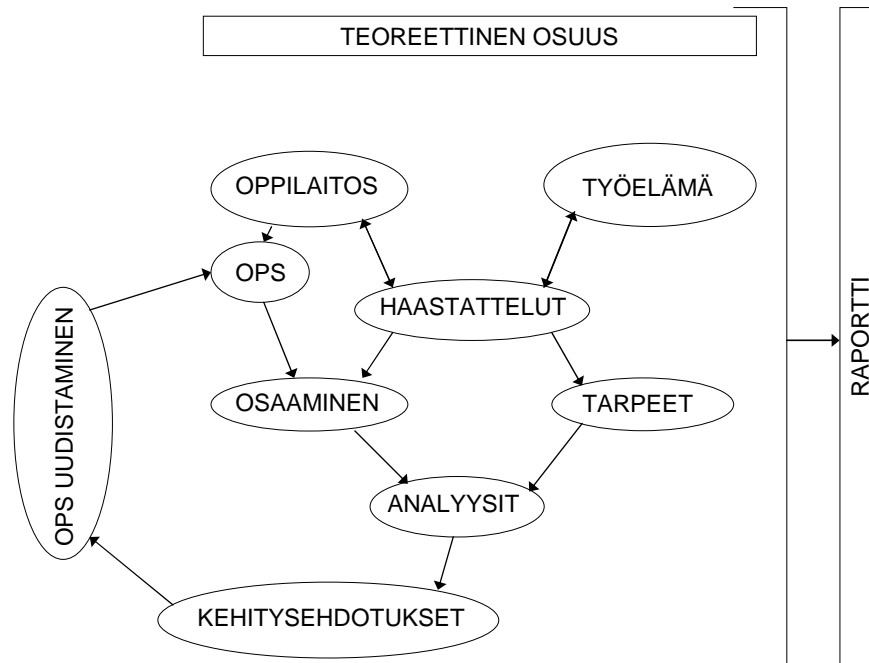 TEOREETTINEN OSUUS
OPPILAITOS
TYÖELÄMÄ
OPS
HAASTATTELUT
OPS UUDISTAMINEN
OSAAMINEN
TARPEET
ANALYYSIT
KEHITYSEHDOTUKSET
RAPORTTI